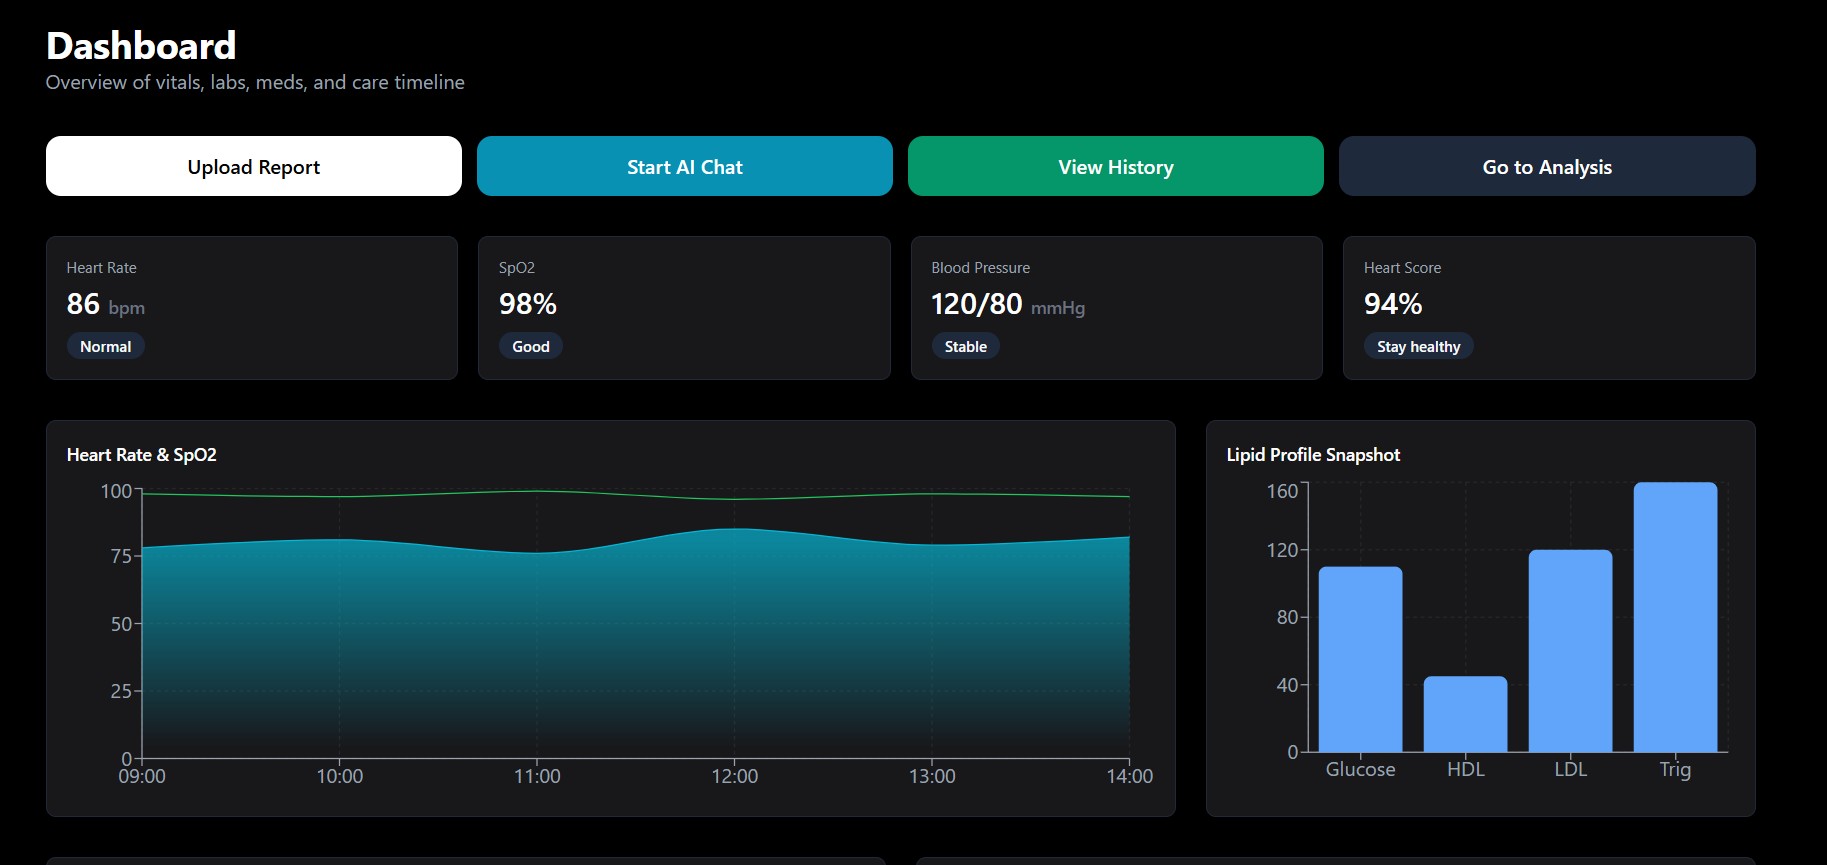 Dashboard
Overview of vitals, labs, meds, and care timeline
Upload Report
Start AI Chat
View History
Go to Analysis
Heart Rate
86 bpm
Normal
SpO2
98%
Good
Blood Pressure
120/80 mmHg
Stable
Heart Score
94%
Stay healthy
Heart Rate & SpO2
100
75
50
25
0
09:00 10:00 11:00 12:00 13:00 14:00
Lipid Profile Snapshot
160
120
80
40
0
Glucose HDL LDL Trig